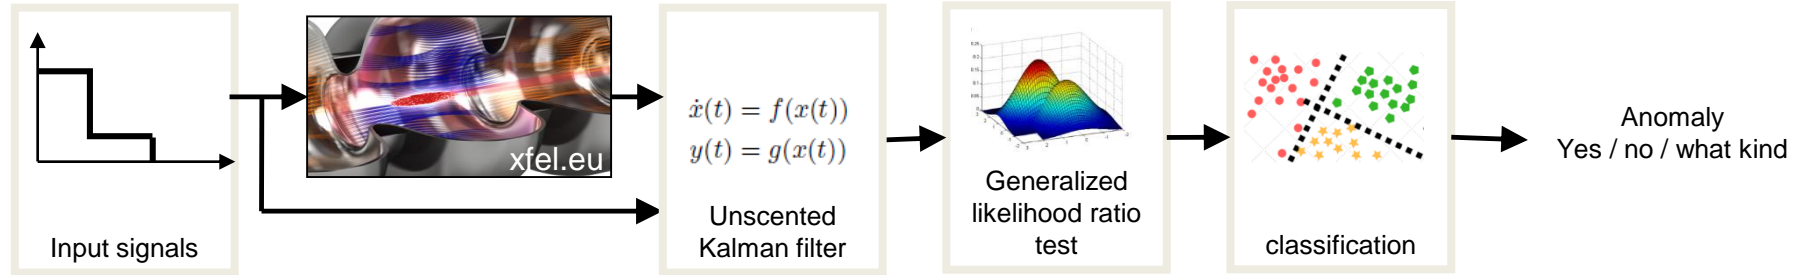 Input signals
xfel.eu
ẋ(t) = f(x(t))
y(t) = g(x(t))
Unscented
Kalman filter
Generalized
likelihood ratio
test
classification
Anomaly
Yes / no / what kind